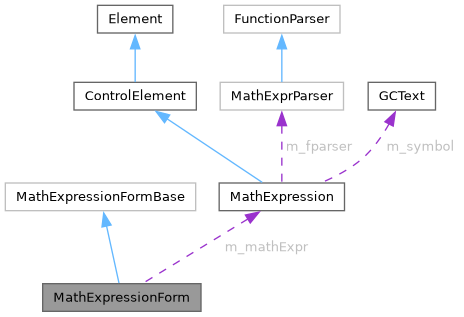 Element
FunctionParser
ControlElement
MathExprParser
GCText
m_fparser
m_symbol
MathExpressionFormBase
MathExpression
m_mathExpr
MathExpressionForm